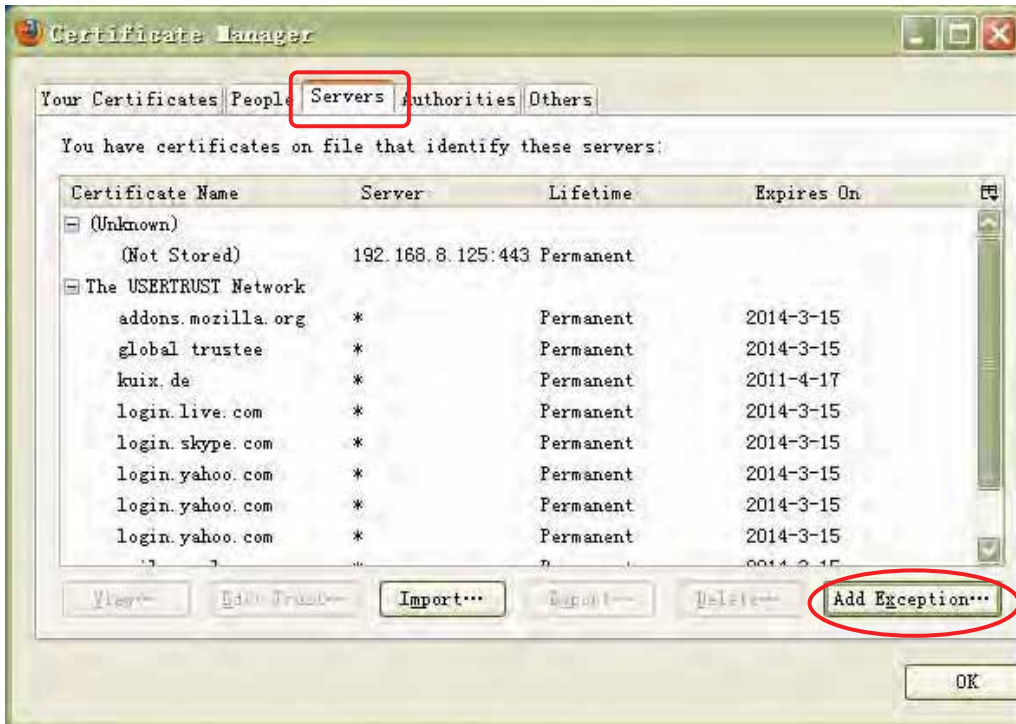 Certificate Manager
Your Certificates People Servers Authorities Others
You have certificates on file that identify these servers:
Certificate Name Server Lifetime Expires On
(Unknown)
(Not Stored) 192.168.8.125:443 Permanent
The USERTRUST Network
addons.mozilla.org * Permanent 2014-3-15
global trustee * Permanent 2014-3-15
kuix.de * Permanent 2011-4-17
login.live.com * Permanent 2014-3-15
login.skype.com * Permanent 2014-3-15
login.yahoo.com * Permanent 2014-3-15
login.yahoo.com * Permanent 2014-3-15
login.yahoo.com * Permanent 2014-3-15
View… Edit Trust… Import… Export… Delete… Add Exception…
OK